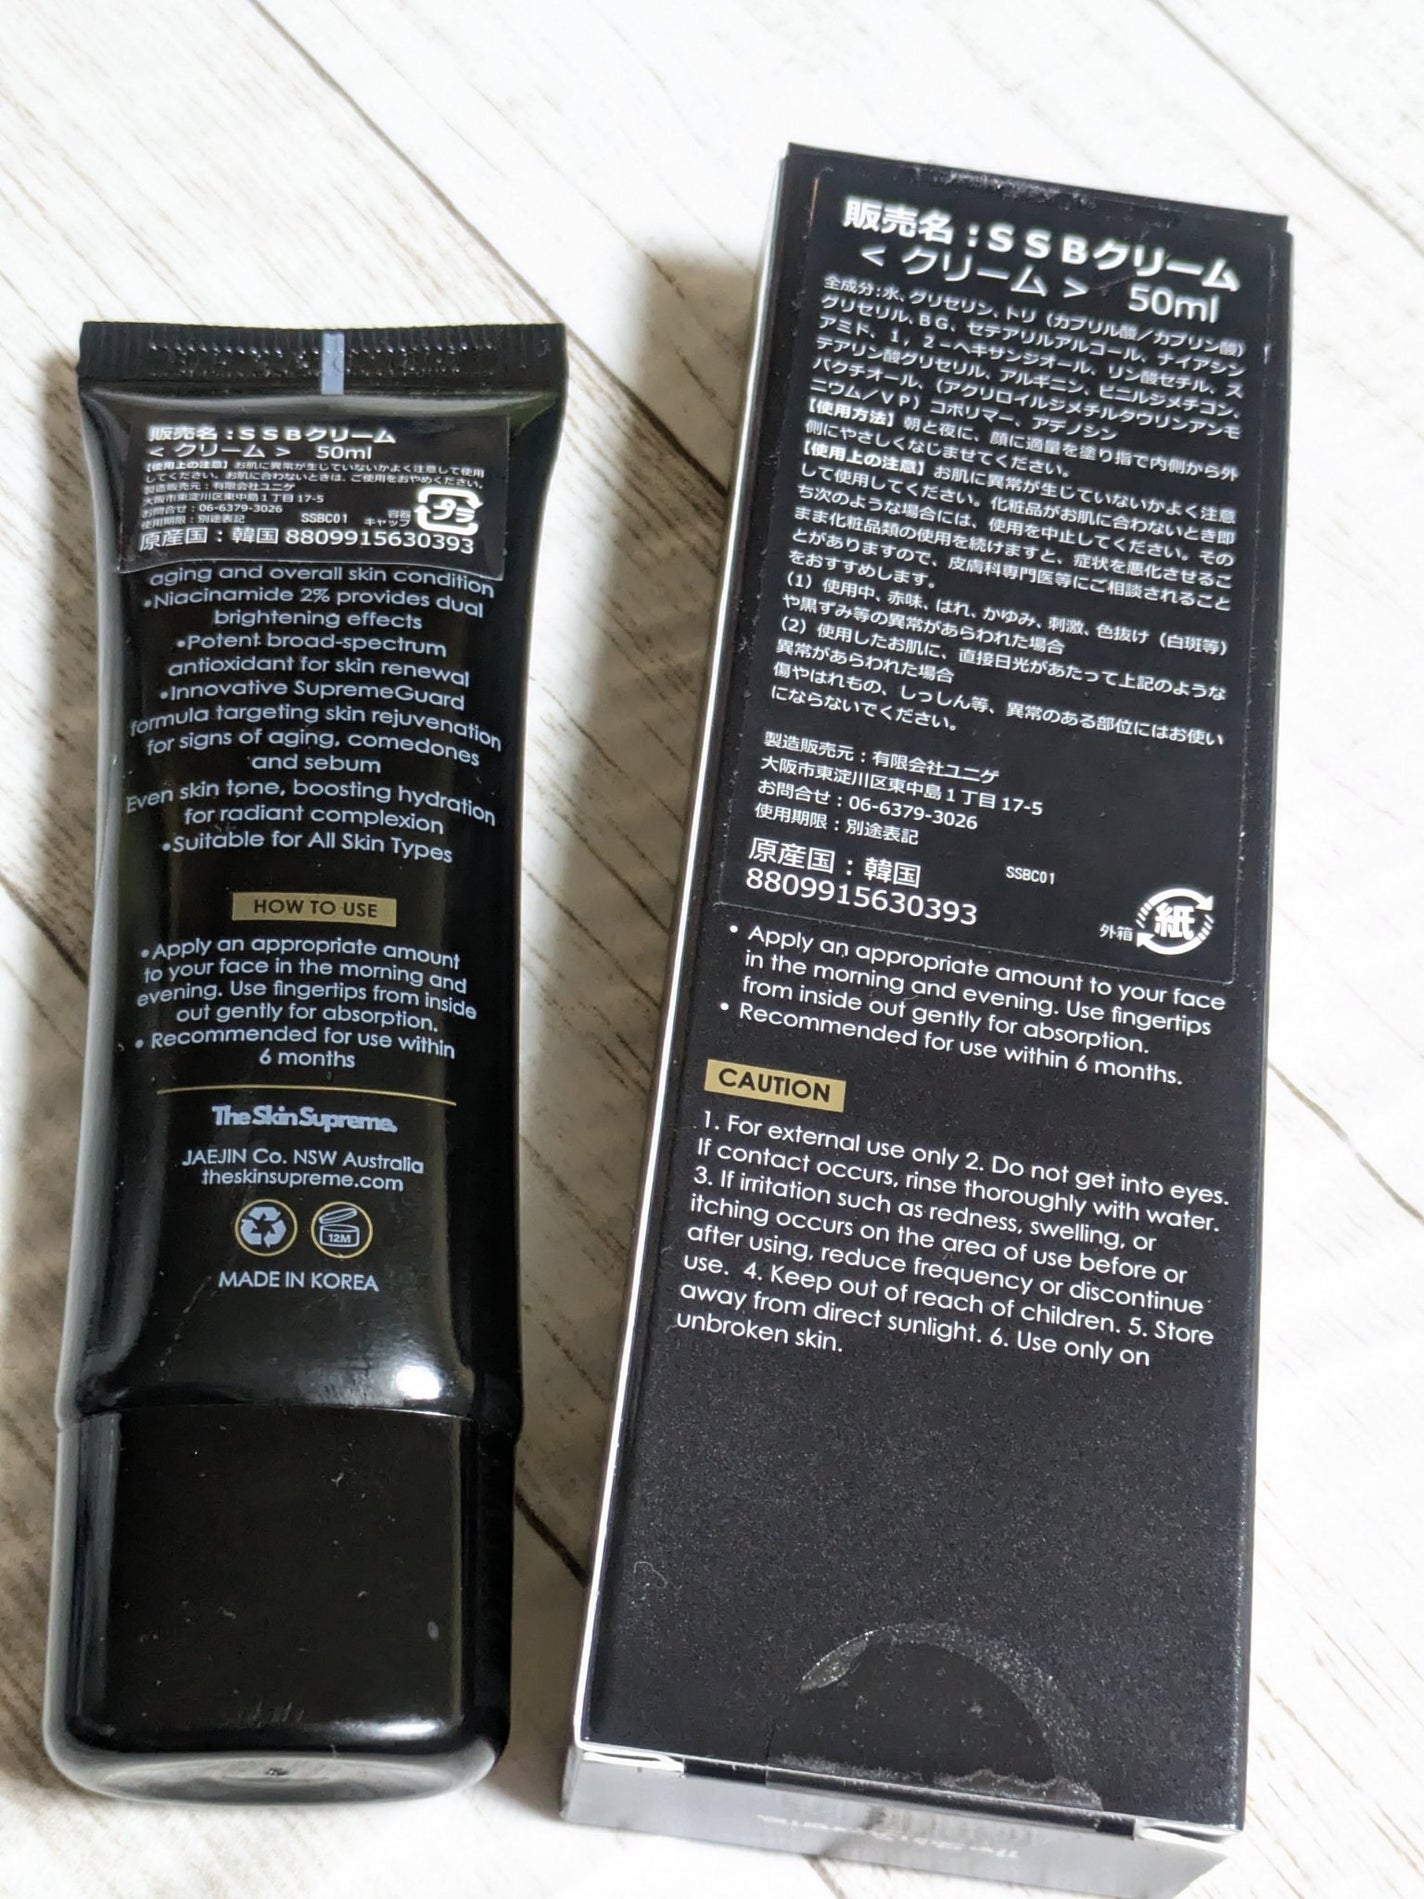 販売名：ＳＳＢクリーム
＜ クリーム ＞　50ml
【使用上の注意】お肌に異常が生じていないかよく注意して使用
してください。お肌に合わないときは、ご使用をおやめください。
製造販売元：有限会社ユニゲ
大阪市東淀川区東中島１丁目 17-5
お問合せ：06-6379-3026
使用期限：別途表記
SSBC01
容器
キャップ
プラ
原産国：韓国 8809915630393
aging and overall skin condition
•Niacinamide 2% provides dual
brightening effects
•Potent broad-spectrum
antioxidant for skin renewal
•Innovative SupremeGuard
formula targeting skin rejuvenation
for signs of aging, comedones
and sebum
Even skin tone, boosting hydration
for radiant complexion
•Suitable for All Skin Types
HOW TO USE
•Apply an appropriate amount
to your face in the morning and
evening. Use fingertips from inside
out gently for absorption.
• Recommended for use within
6 months
The Skin Supreme.
JAEJIN Co. NSW Australia
theskinsupreme.com
12M
MADE IN KOREA
販売名：ＳＳＢクリーム
＜ クリーム ＞　50ml
全成分：水、グリセリン、トリ（カプリル酸／カプリン酸）
グリセリル、ＢＧ、セテアリルアルコール、ナイアシン
アミド、１，２－ヘキサンジオール、リン酸セチル、ス
テアリン酸グリセリル、アルギニン、ビニルジメチコン、
バクチオール、（アクリロイルジメチルタウリンアンモ
ニウム／ＶＰ）コポリマー、アデノシン
【使用方法】朝と夜に、顔に適量を塗り指で内側から外
側にやさしくなじませてください。
【使用上の注意】お肌に異常が生じていないかよく注意
して使用してください。化粧品がお肌に合わないとき即
ち次のような場合には、使用を中止してください。その
まま化粧品類の使用を続けますと、症状を悪化させるこ
とがありますので、皮膚科専門医等にご相談されること
をおすすめします。
（1）使用中、赤味、はれ、かゆみ、刺激、色抜け（白斑等）
や黒ずみ等の異常があらわれた場合
（2）使用したお肌に、直接日光があたって上記のような
異常があらわれた場合
傷やはれもの、しっしん等、異常のある部位にはお使い
にならないでください。
製造販売元：有限会社ユニゲ
大阪市東淀川区東中島１丁目 17-5
お問合せ：06-6379-3026
使用期限：別途表記
原産国：韓国
SSBC01
8809915630393
外箱
紙
• Apply an appropriate amount to your face
in the morning and evening. Use fingertips
from inside out gently for absorption.
• Recommended for use within 6 months.
CAUTION
1. For external use only 2. Do not get into eyes.
If contact occurs, rinse thoroughly with water.
3. If irritation such as redness, swelling, or
itching occurs on the area of use before or
after using, reduce frequency or discontinue
use. 4. Keep out of reach of children. 5. Store
away from direct sunlight. 6. Use only on
unbroken skin.